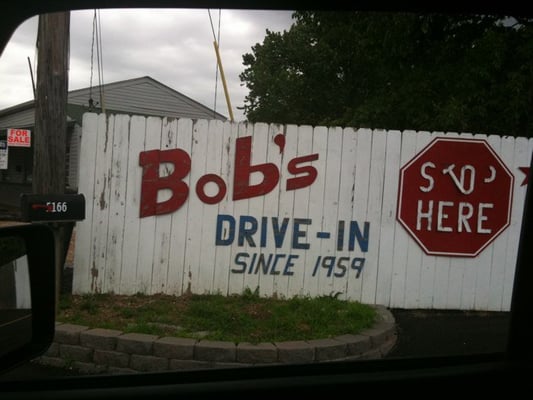 FOR
SALE
5166
Bob's
DRIVE-IN
SINCE 1959
STOP
HERE